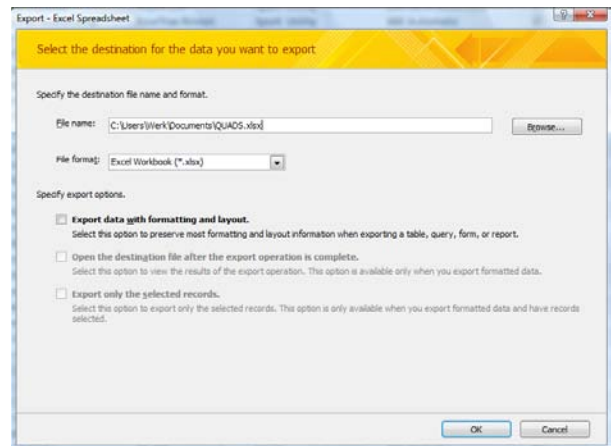 Export - Excel Spreadsheet
Select the destination for the data you want to export
Specify the destination file name and format.
File name:
C:\Users\Werk\Documents\QUADS.xlsx
Browse...
File format:
Excel Workbook (*.xlsx)
Specify export options.
Export data with formatting and layout.
Select this option to preserve most formatting and layout information when exporting a table, query, form, or report.
Open the destination file after the export operation is complete.
Select this option to view the results of the export operation. This option is available only when you export formatted data.
Export only the selected records.
Select this option to export only the selected records. This option is only available when you export formatted data and have records
selected.
OK
Cancel